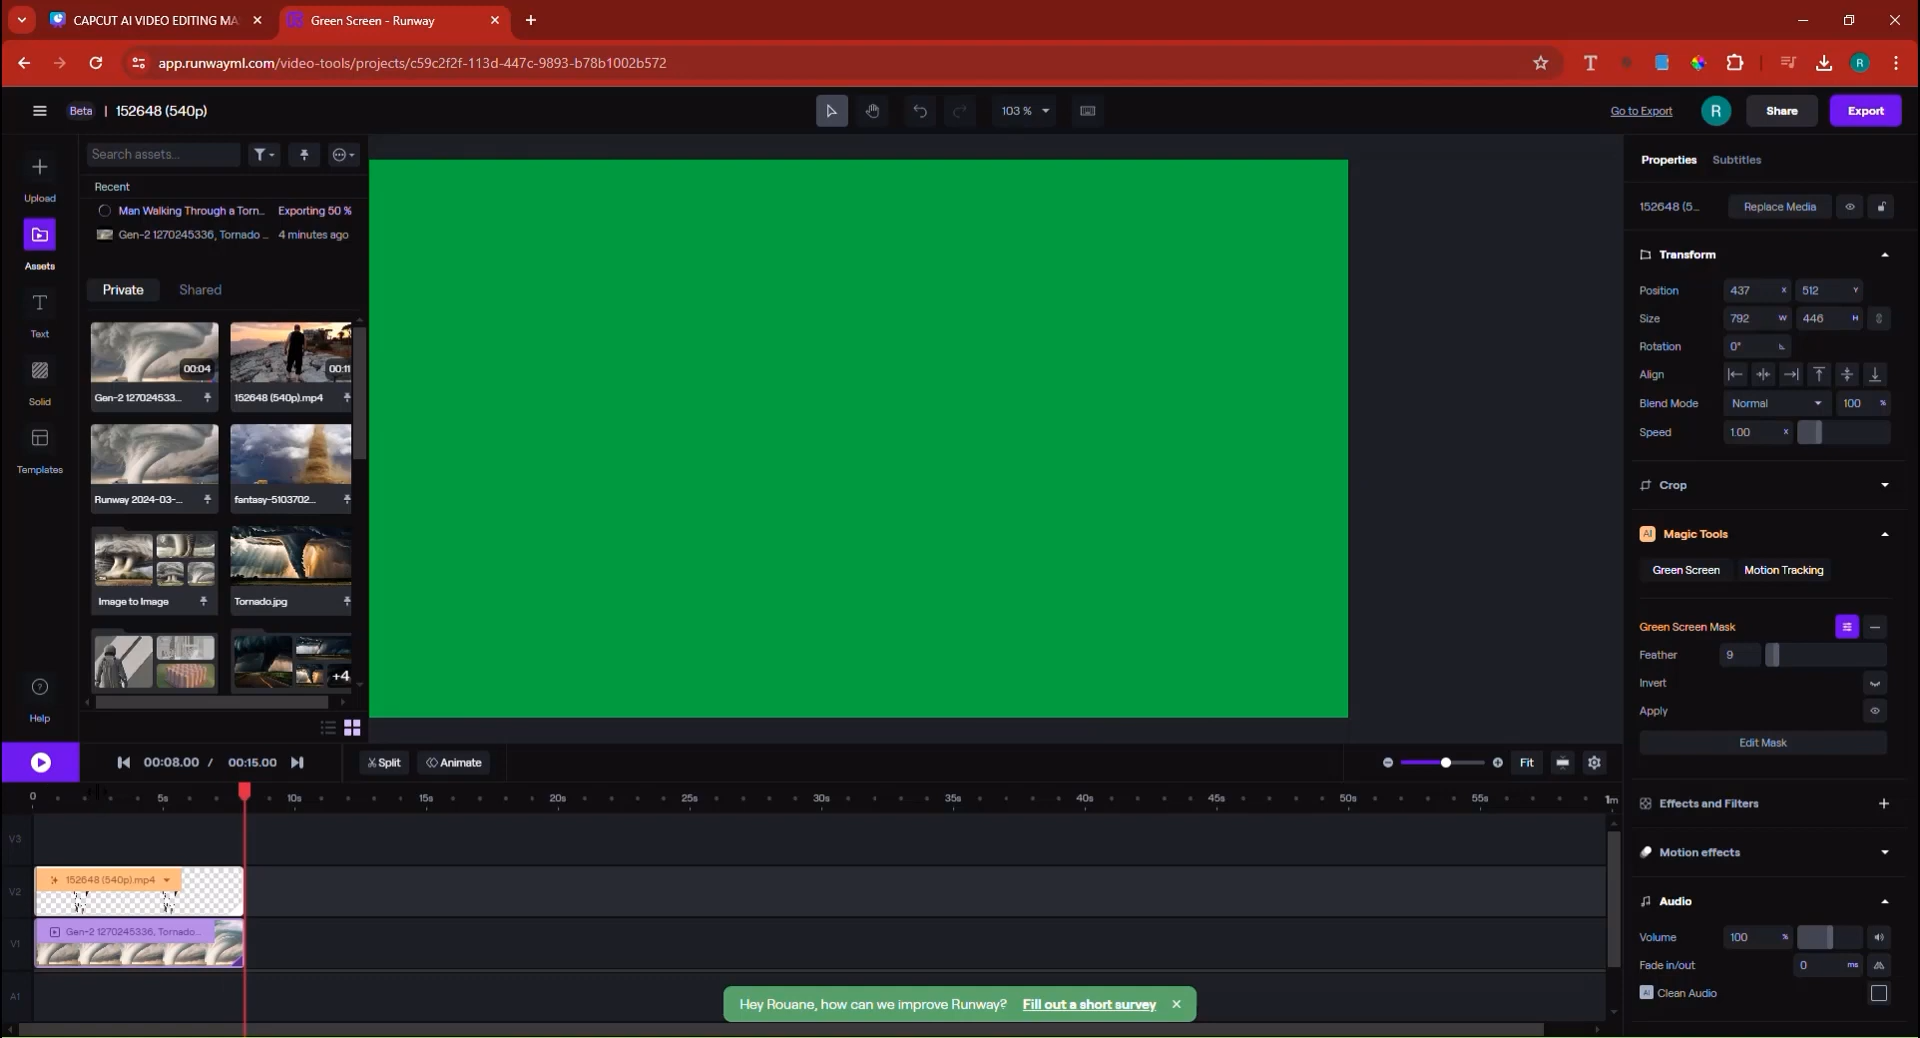 CAPCUT AI VIDEO EDITING MA
Green Screen - Runway
app.runwayml.com/video-tools/projects/c59c2f2f-113d-447c-9893-b78b1002b572
R
Beta | 152648 (540p)
103 %
Go to Export
R
Share
Export
Upload
Assets
Text
Solid
Templates
Help
Search assets...
Recent
Man Walking Through a Torn... Exporting 50 %
Gen-2 1270245336, Tornado ... 4 minutes ago
Private Shared
00:04
00:11
Gen-2 127024533...
152648 (540p).mp4
Runway 2024-03-...
fantasy-5103702...
Image to Image
Tornado.jpg
+4
Properties Subtitles
152648 (5... Replace Media
Transform
Position 437 X 512 Y
Size 792 W 446 H
Rotation 0°
Align
Blend Mode Normal 100 %
Speed 1.00 x
Crop
AI Magic Tools
Green Screen Motion Tracking
Green Screen Mask
Feather 9
Invert
Apply
Edit Mask
Effects and Filters
Motion effects
Audio
Volume 100 %
Fade in/out 0 ms
AI Clean Audio
00:08.00 / 00:15.00
Split
Animate
Fit
0 5s 10s 15s 20s 25s 30s 35s 40s 45s 50s 55s 1m
V3
V2
152648 (540p).mp4
V1
Gen-2 1270245336, Tornado...
A1
Hey Rouane, how can we improve Runway? Fill out a short survey